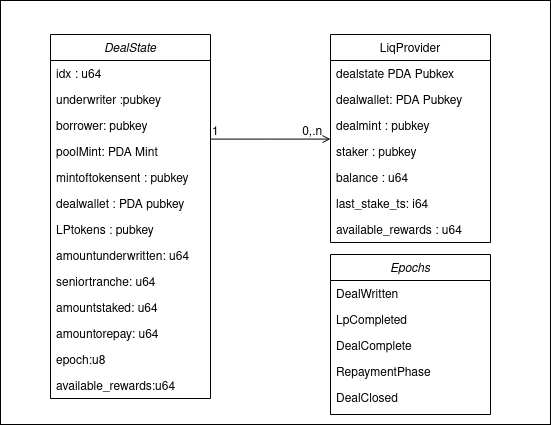 DealState
idx : u64
underwriter :pubkey
borrower: pubkey
poolMint: PDA Mint
mintoftokensent : pubkey
dealwallet : PDA pubkey
LPtokens : pubkey
amountunderwritten: u64
seniortranche: u64
amountstaked: u64
amountorepay: u64
epoch:u8
available_rewards:u64
1
0,.n
LiqProvider
dealstate PDA Pubkex
dealwallet: PDA Pubkey
dealmint : pubkey
staker : pubkey
balance : u64
last_stake_ts: i64
available_rewards : u64
Epochs
DealWritten
LpCompleted
DealComplete
RepaymentPhase
DealClosed